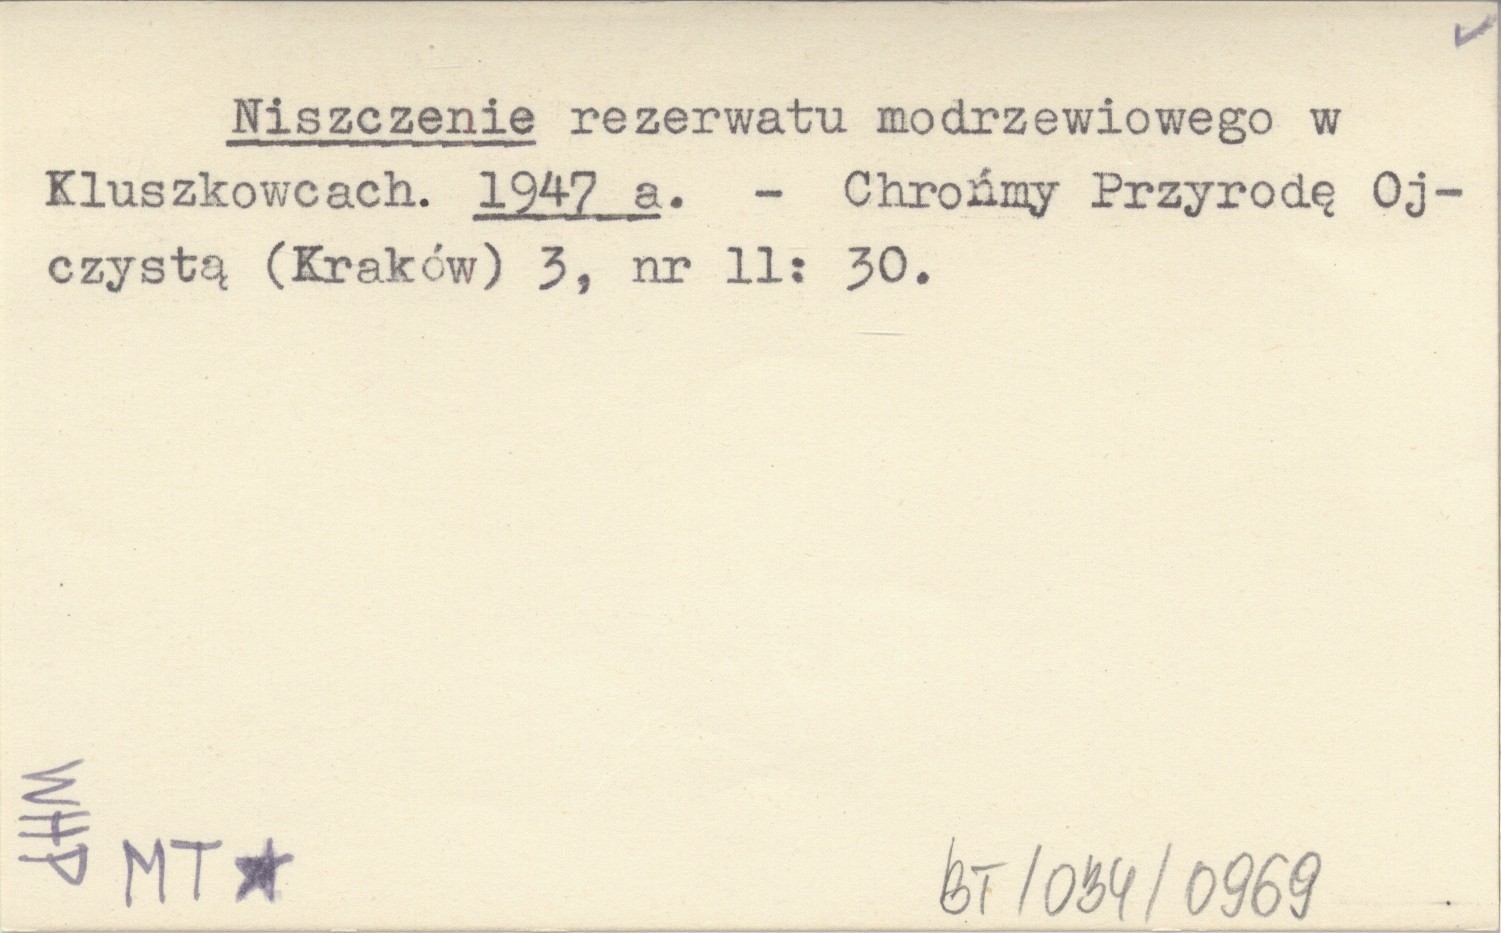 Niszczenie rezerwatu modrzewiowego w
Kluszkowcach. 1947 a. - Chrońmy Przyrodę Oj-
czystą (Kraków) 3, nr 11: 30.
WHP
MT
BT/034/0969